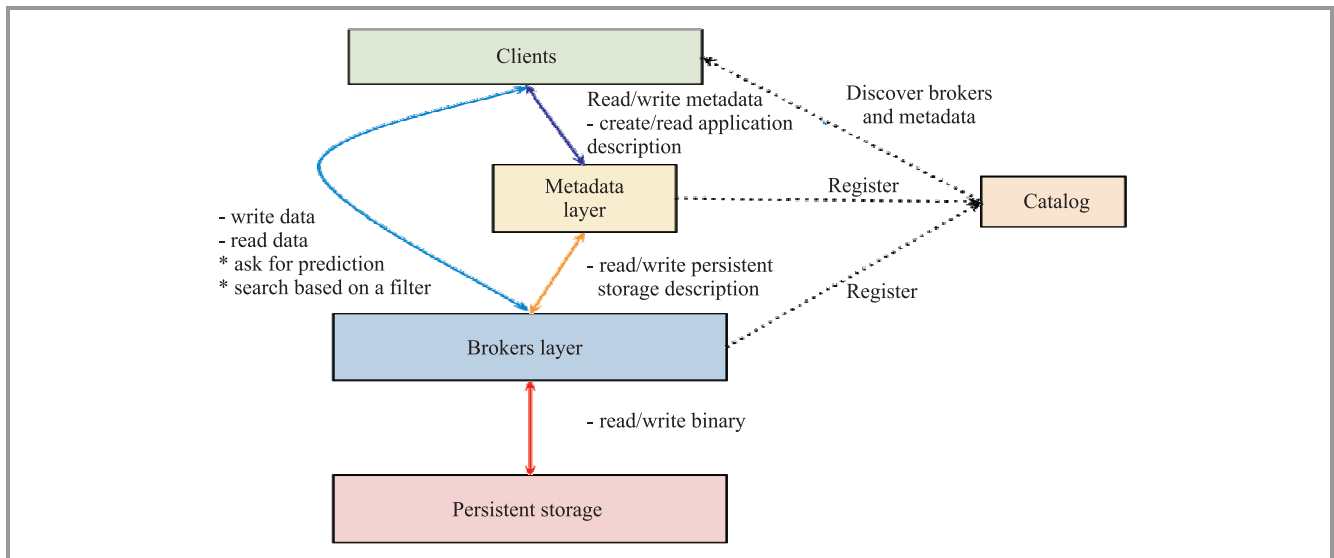 Clients
Read/write metadata
- create/read application
description
Discover brokers
and metadata
Metadata
layer
Register
Catalog
- write data
- read data
* ask for prediction
* search based on a filter
- read/write persistent
storage description
Register
Brokers layer
- read/write binary
Persistent storage